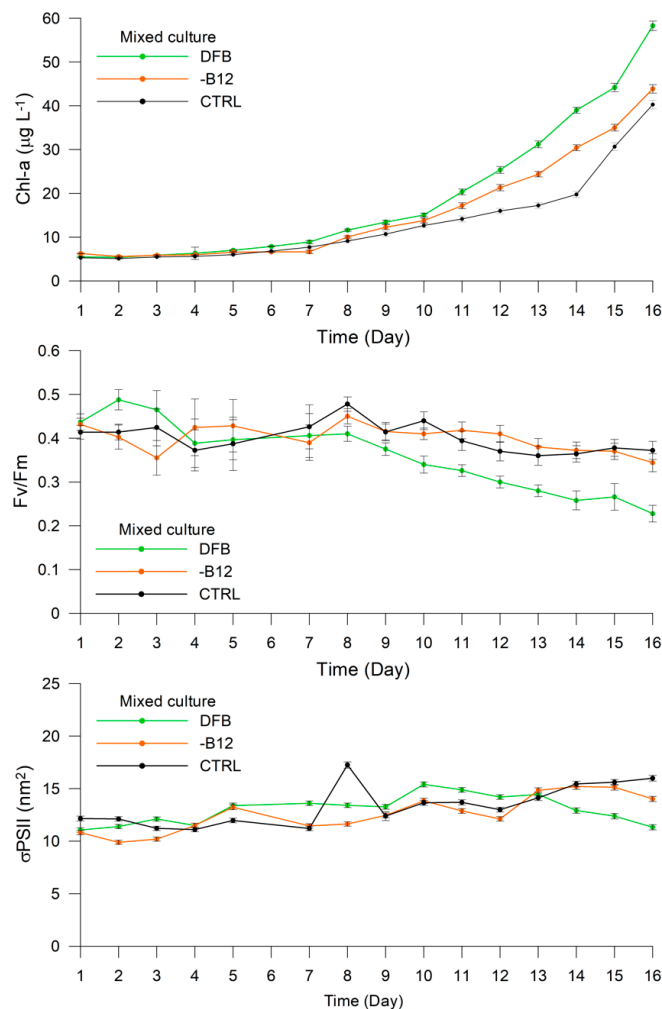 60
50
40
30
20
10
0
Chl-a (μg L-1)
Mixed culture
DFB
-B12
CTRL
1 2 3 4 5 6 7 8 9 10 11 12 13 14 15 16
Time (Day)
0.6
0.5
0.4
0.3
0.2
0.1
0
Fv/Fm
Mixed culture
DFB
-B12
CTRL
1 2 3 4 5 6 7 8 9 10 11 12 13 14 15 16
Time (Day)
25
20
15
10
5
0
σPSII (nm²)
Mixed culture
DFB
-B12
CTRL
1 2 3 4 5 6 7 8 9 10 11 12 13 14 15 16
Time (Day)